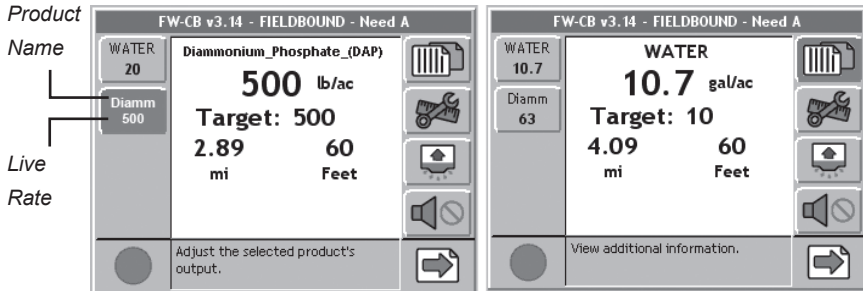 Product
Name
Live
Rate
FW-CB v3.14 - FIELDBOUND - Need A
WATER
20
Diamm
500
Diammonium_Phosphate_(DAP)
500 lb/ac
Target: 500
2.89 60
mi Feet
Adjust the selected product's
output.
FW-CB v3.14 - FIELDBOUND - Need A
WATER
10.7
Diamm
63
WATER
10.7 gal/ac
Target: 10
4.09 60
mi Feet
View additional information.